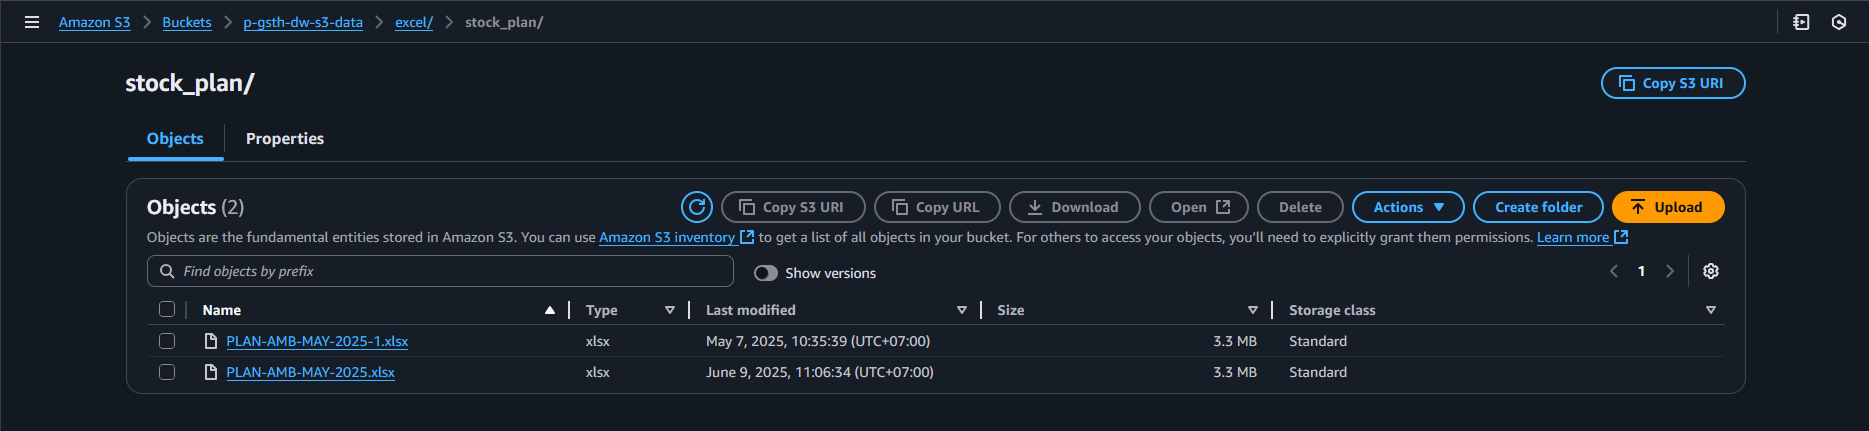 Amazon S3 > Buckets > p-gsth-dw-s3-data > excel/ > stock_plan/
stock_plan/
Copy S3 URI
Objects
Properties
Objects (2)
Copy S3 URI
Copy URL
Download
Open
Delete
Actions
Create folder
Upload
Objects are the fundamental entities stored in Amazon S3. You can use Amazon S3 inventory to get a list of all objects in your bucket. For others to access your objects, you'll need to explicitly grant them permissions. Learn more
Find objects by prefix
Show versions
1
Name Type Last modified Size Storage class
PLAN-AMB-MAY-2025-1.xlsx xlsx May 7, 2025, 10:35:39 (UTC+07:00) 3.3 MB Standard
PLAN-AMB-MAY-2025.xlsx xlsx June 9, 2025, 11:06:34 (UTC+07:00) 3.3 MB Standard